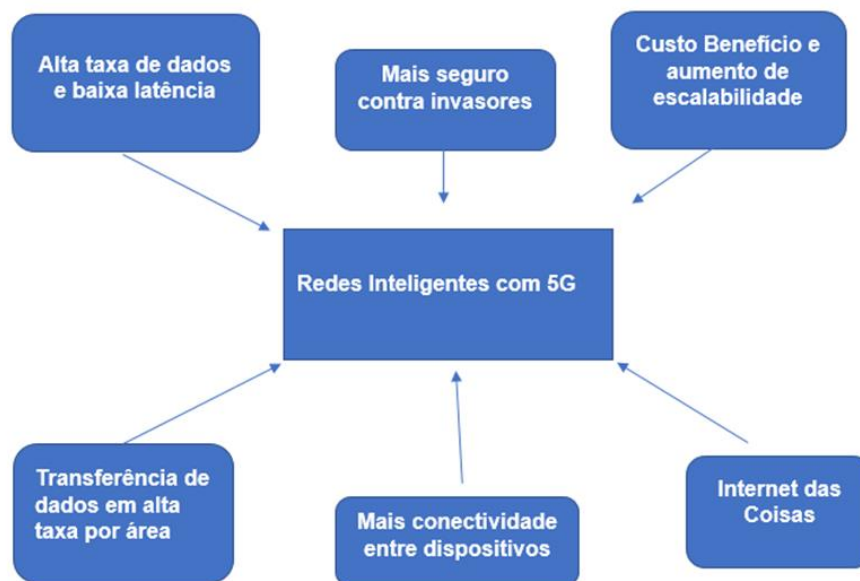 Alta taxa de dados
e baixa latência
Mais seguro
contra invasores
Custo Benefício e
aumento de
escalabilidade
Redes Inteligentes com 5G
Transferência de
dados em alta
taxa por área
Mais conectividade
entre dispositivos
Internet das
Coisas